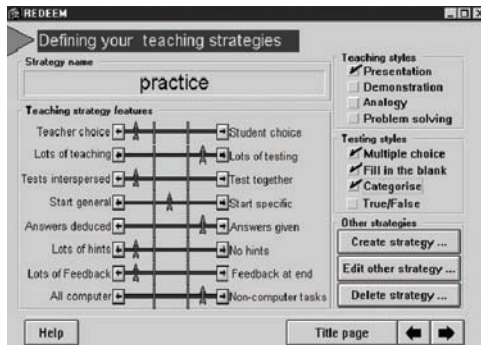 REDEEM
Defining your teaching strategies
Strategy name
practice
Teaching strategy features
Teacher choice Student choice
Lots of teaching Lots of testing
Tests interspersed Test together
Start general Start specific
Answers deduced Answers given
Lots of hints No hints
Lots of Feedback Feedback at end
All computer Non-computer tasks
Teaching styles
Presentation
Demonstration
Analogy
Problem solving
Testing styles
Multiple choice
Fill in the blank
Categorise
True/False
Other strategies
Create strategy ...
Edit other strategy ...
Delete strategy ...
Help
Title page